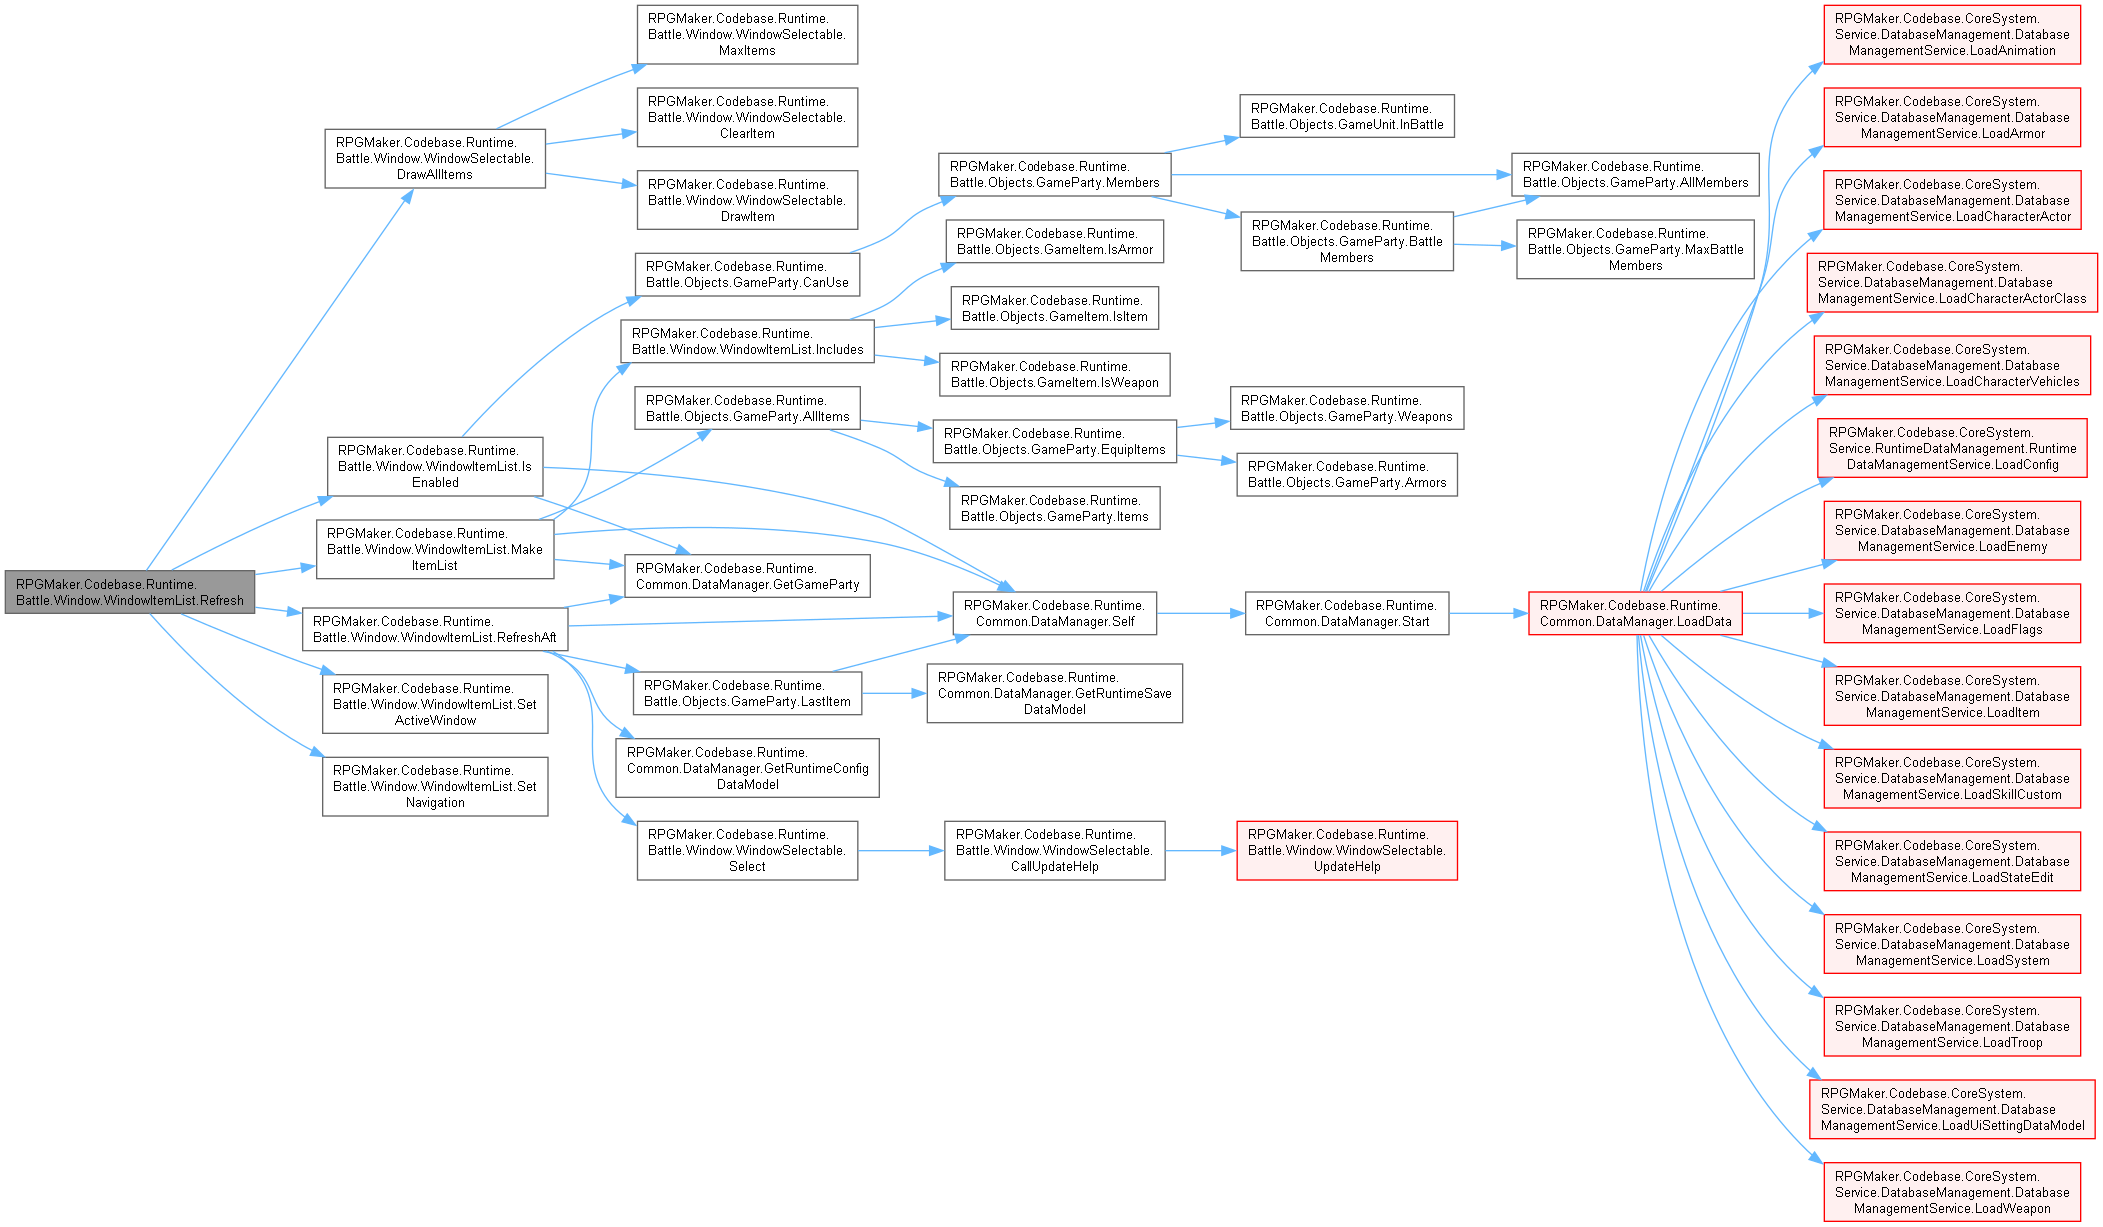 RPGMaker.Codebase.Runtime.
Battle.Window.WindowItemList.Refresh
RPGMaker.Codebase.Runtime.
Battle.Window.WindowSelectable.
DrawAllItems
RPGMaker.Codebase.Runtime.
Battle.Window.WindowItemList.Is
Enabled
RPGMaker.Codebase.Runtime.
Battle.Window.WindowItemList.Make
ItemList
RPGMaker.Codebase.Runtime.
Battle.Window.WindowItemList.RefreshAft
RPGMaker.Codebase.Runtime.
Battle.Window.WindowItemList.Set
ActiveWindow
RPGMaker.Codebase.Runtime.
Battle.Window.WindowItemList.Set
Navigation
RPGMaker.Codebase.Runtime.
Battle.Window.WindowSelectable.
MaxItems
RPGMaker.Codebase.Runtime.
Battle.Window.WindowSelectable.
ClearItem
RPGMaker.Codebase.Runtime.
Battle.Window.WindowSelectable.
DrawItem
RPGMaker.Codebase.Runtime.
Battle.Objects.GameParty.CanUse
RPGMaker.Codebase.Runtime.
Battle.Window.WindowItemList.Includes
RPGMaker.Codebase.Runtime.
Battle.Objects.GameParty.AllItems
RPGMaker.Codebase.Runtime.
Common.DataManager.GetGameParty
RPGMaker.Codebase.Runtime.
Battle.Objects.GameParty.LastItem
RPGMaker.Codebase.Runtime.
Common.DataManager.GetRuntimeConfig
DataModel
RPGMaker.Codebase.Runtime.
Battle.Window.WindowSelectable.
Select
RPGMaker.Codebase.Runtime.
Battle.Objects.GameParty.Members
RPGMaker.Codebase.Runtime.
Battle.Objects.GameItem.IsArmor
RPGMaker.Codebase.Runtime.
Battle.Objects.GameItem.IsItem
RPGMaker.Codebase.Runtime.
Battle.Objects.GameItem.IsWeapon
RPGMaker.Codebase.Runtime.
Battle.Objects.GameParty.EquipItems
RPGMaker.Codebase.Runtime.
Battle.Objects.GameParty.Items
RPGMaker.Codebase.Runtime.
Common.DataManager.Self
RPGMaker.Codebase.Runtime.
Common.DataManager.GetRuntimeSave
DataModel
RPGMaker.Codebase.Runtime.
Battle.Window.WindowSelectable.
CallUpdateHelp
RPGMaker.Codebase.Runtime.
Battle.Objects.GameUnit.InBattle
RPGMaker.Codebase.Runtime.
Battle.Objects.GameParty.Battle
Members
RPGMaker.Codebase.Runtime.
Battle.Objects.GameParty.Weapons
RPGMaker.Codebase.Runtime.
Battle.Objects.GameParty.Armors
RPGMaker.Codebase.Runtime.
Common.DataManager.Start
RPGMaker.Codebase.Runtime.
Battle.Window.WindowSelectable.
UpdateHelp
RPGMaker.Codebase.Runtime.
Battle.Objects.GameParty.AllMembers
RPGMaker.Codebase.Runtime.
Battle.Objects.GameParty.MaxBattle
Members
RPGMaker.Codebase.Runtime.
Common.DataManager.LoadData
RPGMaker.Codebase.CoreSystem.
Service.DatabaseManagement.Database
ManagementService.LoadAnimation
RPGMaker.Codebase.CoreSystem.
Service.DatabaseManagement.Database
ManagementService.LoadArmor
RPGMaker.Codebase.CoreSystem.
Service.DatabaseManagement.Database
ManagementService.LoadCharacterActor
RPGMaker.Codebase.CoreSystem.
Service.DatabaseManagement.Database
ManagementService.LoadCharacterActorClass
RPGMaker.Codebase.CoreSystem.
Service.DatabaseManagement.Database
ManagementService.LoadCharacterVehicles
RPGMaker.Codebase.CoreSystem.
Service.RuntimeDataManagement.Runtime
DataManagementService.LoadConfig
RPGMaker.Codebase.CoreSystem.
Service.DatabaseManagement.Database
ManagementService.LoadEnemy
RPGMaker.Codebase.CoreSystem.
Service.DatabaseManagement.Database
ManagementService.LoadFlags
RPGMaker.Codebase.CoreSystem.
Service.DatabaseManagement.Database
ManagementService.LoadItem
RPGMaker.Codebase.CoreSystem.
Service.DatabaseManagement.Database
ManagementService.LoadSkillCustom
RPGMaker.Codebase.CoreSystem.
Service.DatabaseManagement.Database
ManagementService.LoadStateEdit
RPGMaker.Codebase.CoreSystem.
Service.DatabaseManagement.Database
ManagementService.LoadSystem
RPGMaker.Codebase.CoreSystem.
Service.DatabaseManagement.Database
ManagementService.LoadTroop
RPGMaker.Codebase.CoreSystem.
Service.DatabaseManagement.Database
ManagementService.LoadUiSettingDataModel
RPGMaker.Codebase.CoreSystem.
Service.DatabaseManagement.Database
ManagementService.LoadWeapon